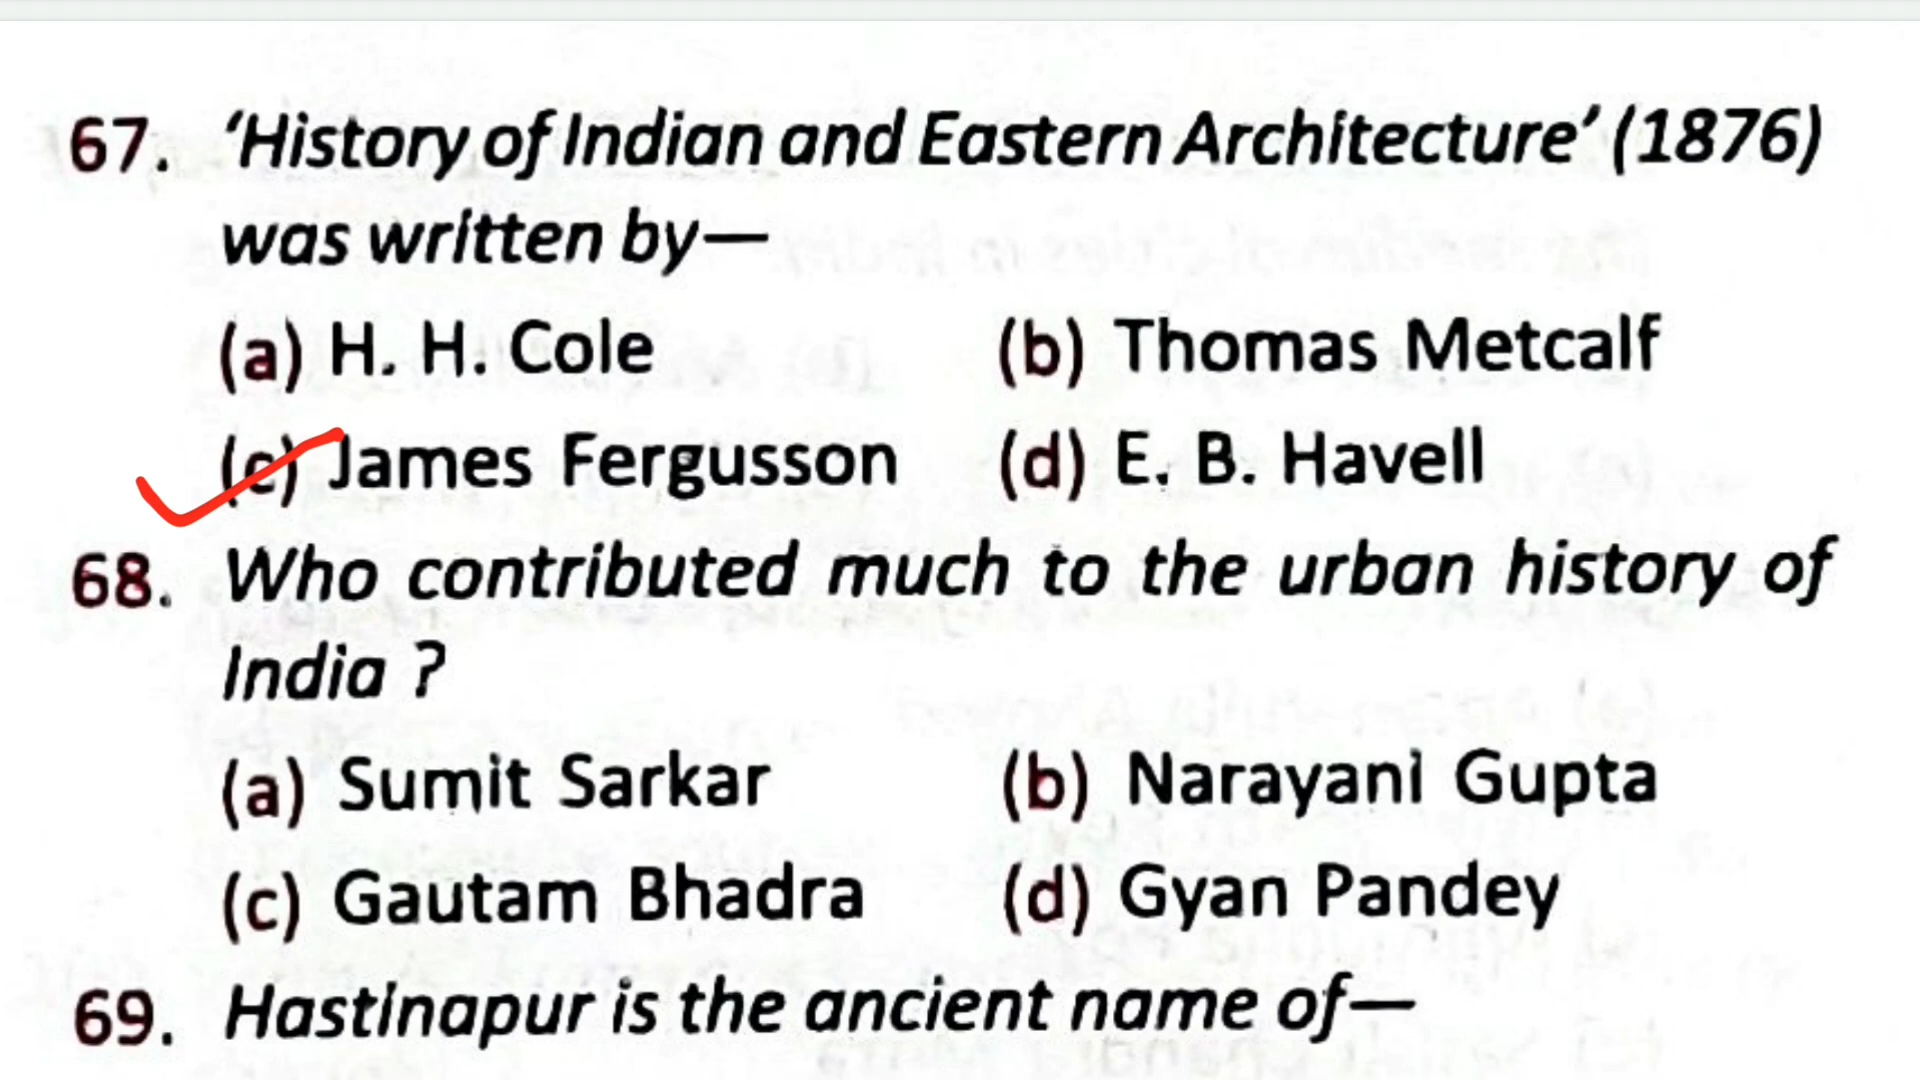 67. ‘History of Indian and Eastern Architecture’ (1876)
was written by—
(a) H. H. Cole (b) Thomas Metcalf
(c) James Fergusson (d) E. B. Havell
68. Who contributed much to the urban history of
India ?
(a) Sumit Sarkar (b) Narayani Gupta
(c) Gautam Bhadra (d) Gyan Pandey
69. Hastinapur is the ancient name of—